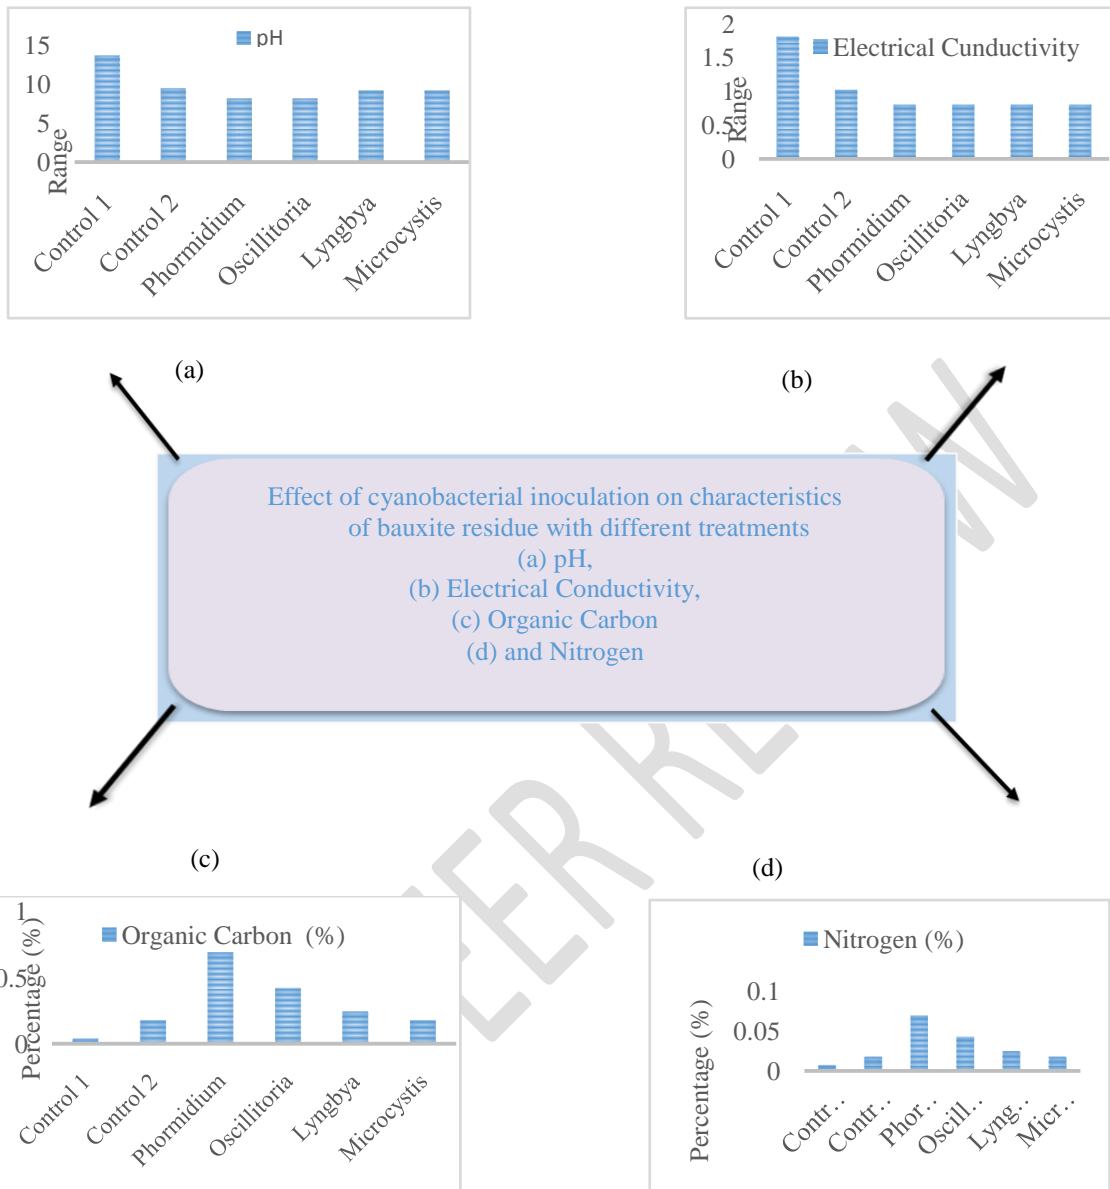 pH
15
10
5
0
Range
Control 1
Control 2
Phormidium
Oscillitoria
Lyngbya
Microcystis
(a)
Electrical Cunductivity
2
1.5
1
0.5
0
Range
Control 1
Control 2
Phormidium
Oscillitoria
Lyngbya
Microcystis
(b)
Effect of cyanobacterial inoculation on characteristics
of bauxite residue with different treatments
(a) pH,
(b) Electrical Conductivity,
(c) Organic Carbon
(d) and Nitrogen
(c)
Organic Carbon (%)
1
0.5
0
Percentage (%)
Control 1
Control 2
Phormidium
Oscillitoria
Lyngbya
Microcystis
(d)
Nitrogen (%)
0.1
0.05
0
Percentage (%)
Contr…
Contr…
Phor…
Oscill…
Lyng…
Micr…